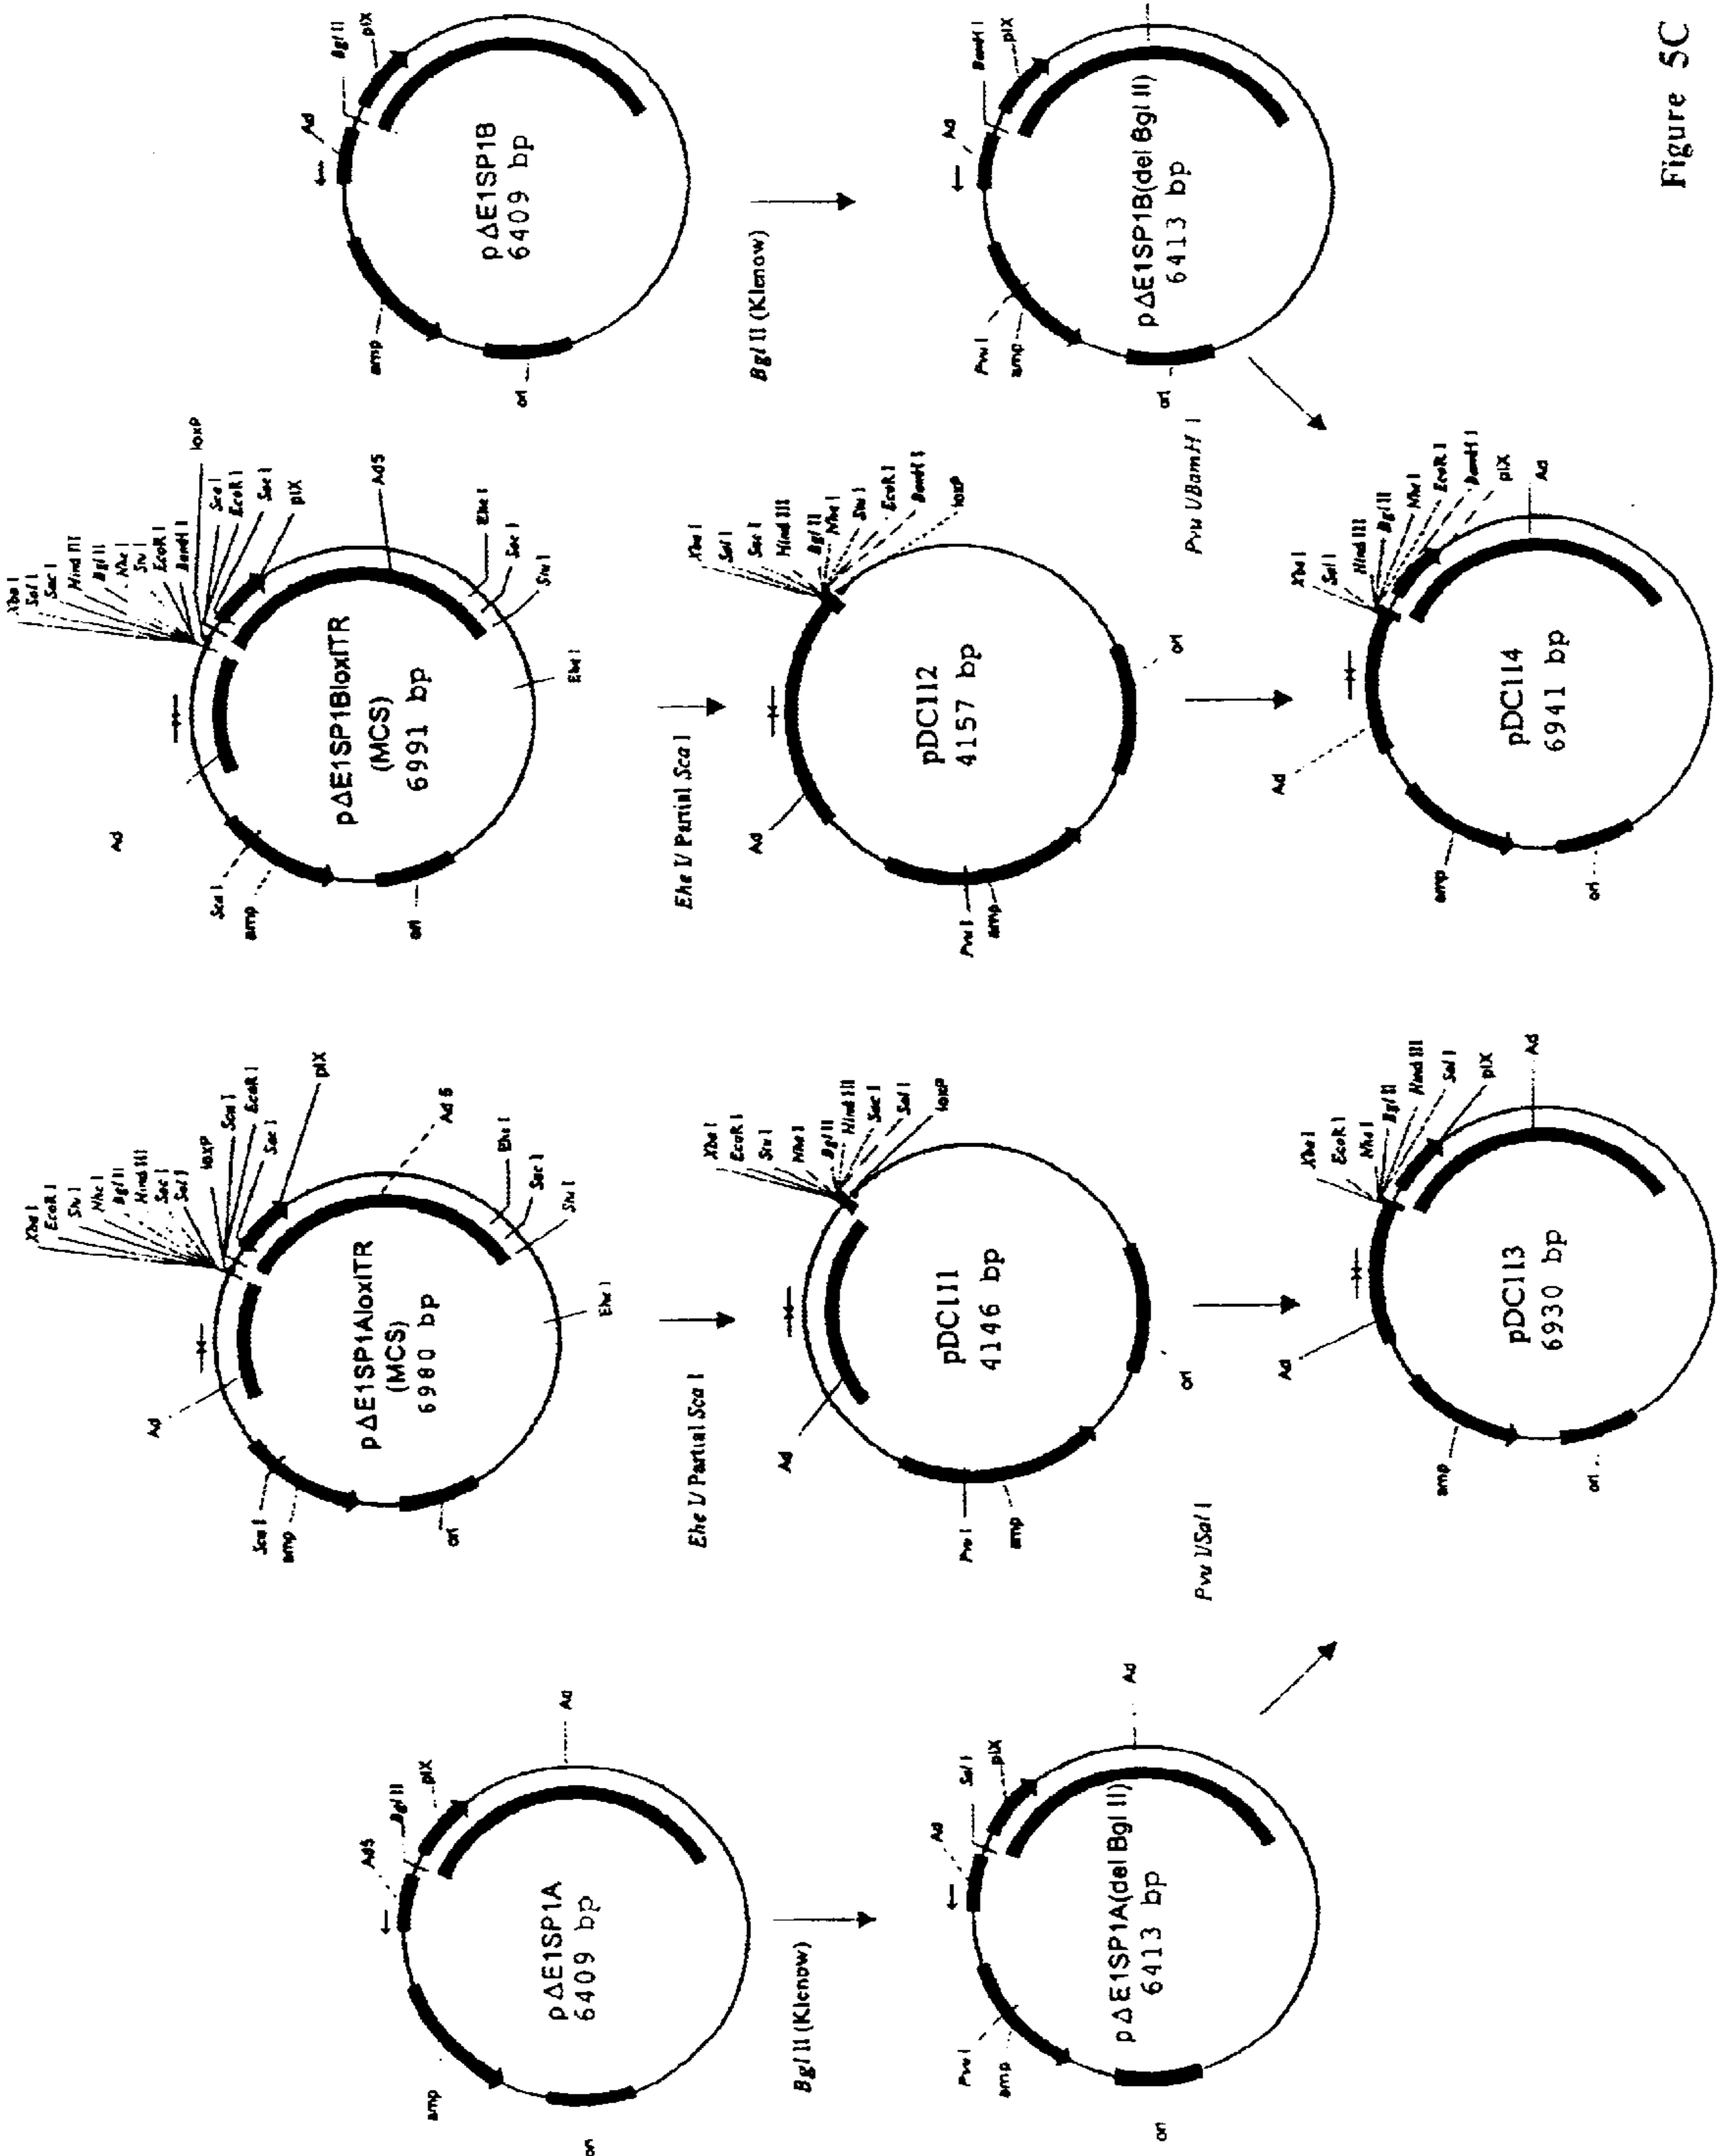 Ad5
Bgl II
pIX
Ad
amp
ori
pΔE1SP1A
6409 bp
Bgl II (Klenow)
Ad
Sal I
pIX
Ad
Pvu I
amp
ori
pΔE1SP1A(del Bgl II)
6413 bp
Xba I
EcoR I
Stu I
Nhe I
Bgl II
Hind III
Sac I
Sal I
loxP
Sca I
EcoR I
Sac I
pIX
Ad 5
Ehe I
Sac I
Stu I
Ehe I
Ad
Sca I
amp
ori
pΔE1SP1AloxITR
(MCS)
6980 bp
Ehe I/ Partial Sca I
Xba I
EcoR I
Stu I
Nhe I
Bgl II
Hind III
Sac I
Sal I
loxP
Ad
Pvu I
amp
ori
pDC111
4146 bp
Pvu I/Sal I
Xba I
EcoR I
Nhe I
Bgl II
Hind III
Sal I
pIX
Ad
Ad
amp
ori
pDC113
6930 bp
Xba I
Sal I
Sac I
Hind III
Bgl II
Nhe I
Stu I
EcoR I
BamH I
loxP
Sca I
EcoR I
Sac I
pIX
Ad5
Ehe I
Sac I
Stu I
Ehe I
Ad
Sca I
amp
ori
pΔE1SP1BloxITR
(MCS)
6991 bp
Ehe I/ Partial Sca I
Xba I
Sal I
Sac I
Hind III
Bgl II
Nhe I
Stu I
EcoR I
BamH I
loxP
Ad
Pvu I
amp
ori
pDC112
4157 bp
Pvu I/BamH I
Xba I
Sal I
Hind III
Bgl II
Nhe I
EcoR I
BamH I
pIX
Ad
Ad
amp
ori
pDC114
6941 bp
Ad
Bgl II
pIX
amp
ori
pΔE1SP1B
6409 bp
Bgl II (Klenow)
Ad
BamH I
pIX
Pvu I
amp
ori
pΔE1SP1B(del Bgl II)
6413 bp
Figure 5C